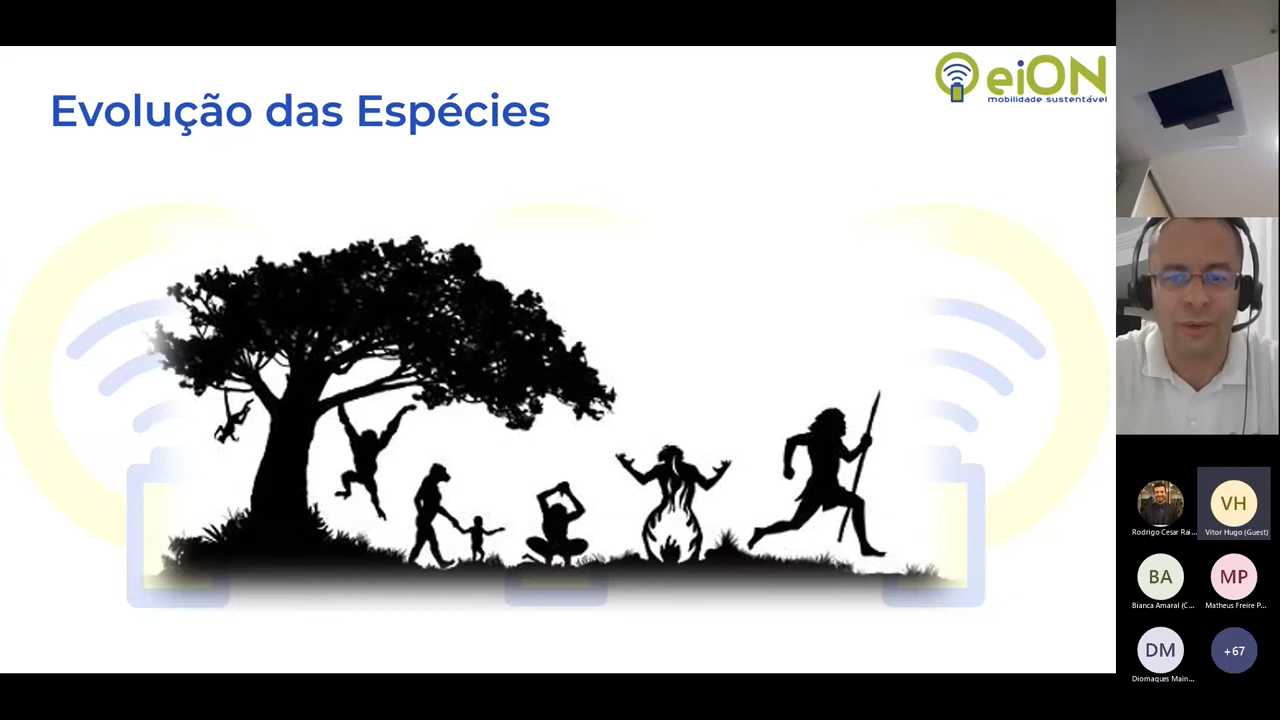 Evolução das Espécies
eiON
mobilidade sustentável
Rodrigo Cesar Rai...
VH
Vitor Hugo (Guest)
BA
Bianca Amaral (C...
MP
Matheus Freire P...
DM
Diomaques Main...
+67